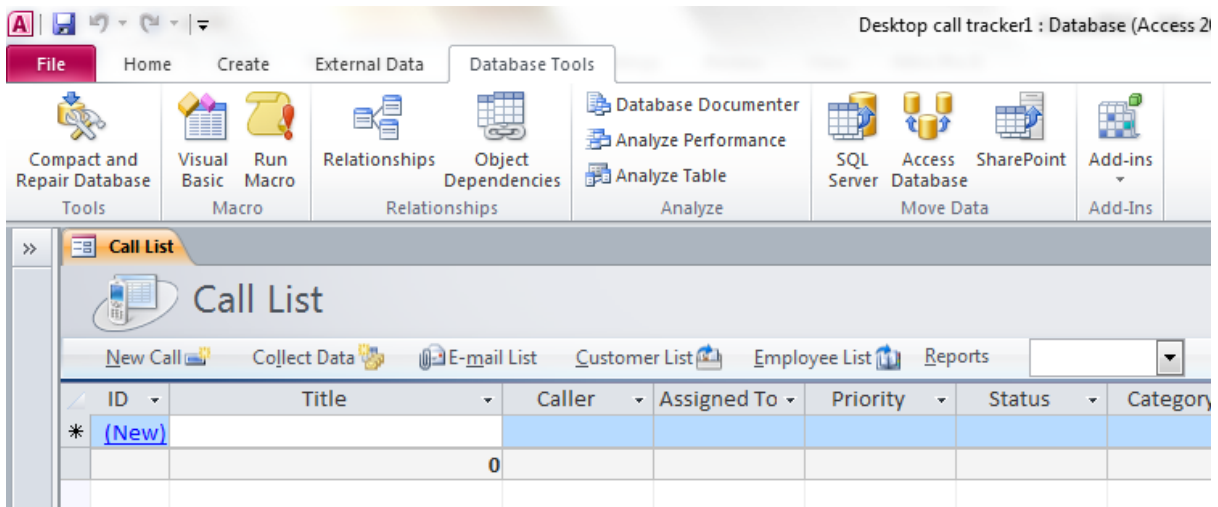 A
Desktop call tracker1 : Database (Access 20
File Home Create External Data Database Tools
Compact and
Repair Database
Visual
Basic
Run
Macro
Relationships
Object
Dependencies
Database Documenter
Analyze Performance
Analyze Table
SQL
Server
Access
Database
SharePoint
Add-ins
Tools Macro Relationships Analyze Move Data Add-Ins
» Call List
Call List
New Call Collect Data E-mail List Customer List Employee List Reports
ID Title Caller Assigned To Priority Status Category
* (New)
0